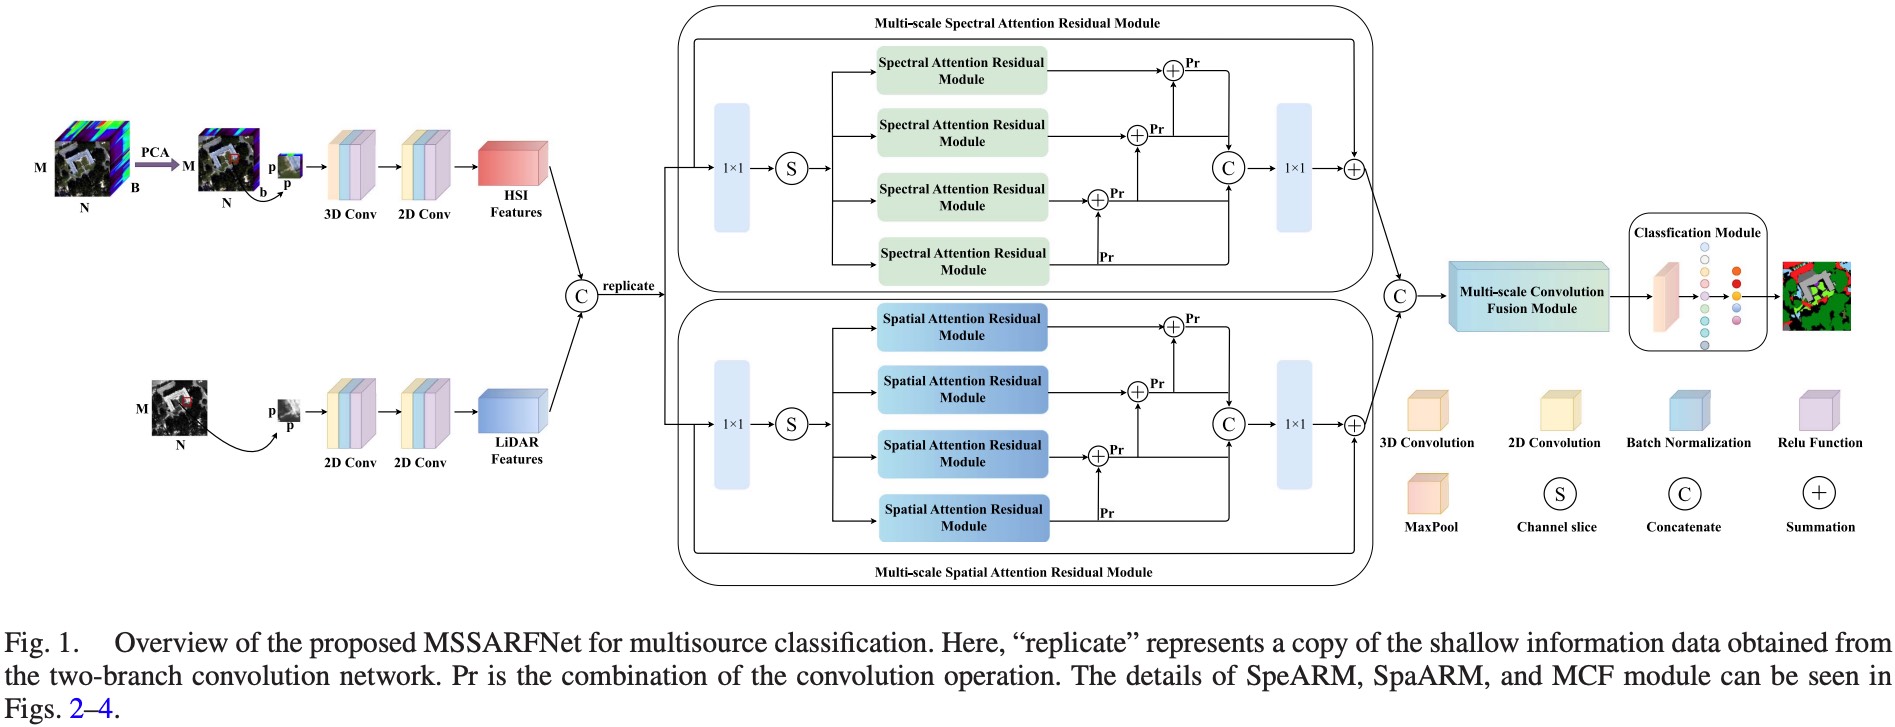 Multi-scale Spectral Attention Residual Module
M
N
B
PCA
M
N
b
p
p
3D Conv
2D Conv
HSI
Features
M
N
p
p
2D Conv
2D Conv
LiDAR
Features
C
replicate
1×1
S
Spectral Attention Residual
Module
Spectral Attention Residual
Module
Spectral Attention Residual
Module
Spectral Attention Residual
Module
Pr
Pr
Pr
Pr
C
1×1
1×1
S
Spatial Attention Residual
Module
Spatial Attention Residual
Module
Spatial Attention Residual
Module
Spatial Attention Residual
Module
Pr
Pr
Pr
Pr
C
1×1
Multi-scale Spatial Attention Residual Module
C
Multi-scale Convolution
Fusion Module
Classfication Module
3D Convolution
2D Convolution
Batch Normalization
Relu Function
MaxPool
S
Channel slice
C
Concatenate
+
Summation
Fig. 1. Overview of the proposed MSSARFNet for multisource classification. Here, “replicate” represents a copy of the shallow information data obtained from
the two-branch convolution network. Pr is the combination of the convolution operation. The details of SpeARM, SpaARM, and MCF module can be seen in
Figs. 2–4.